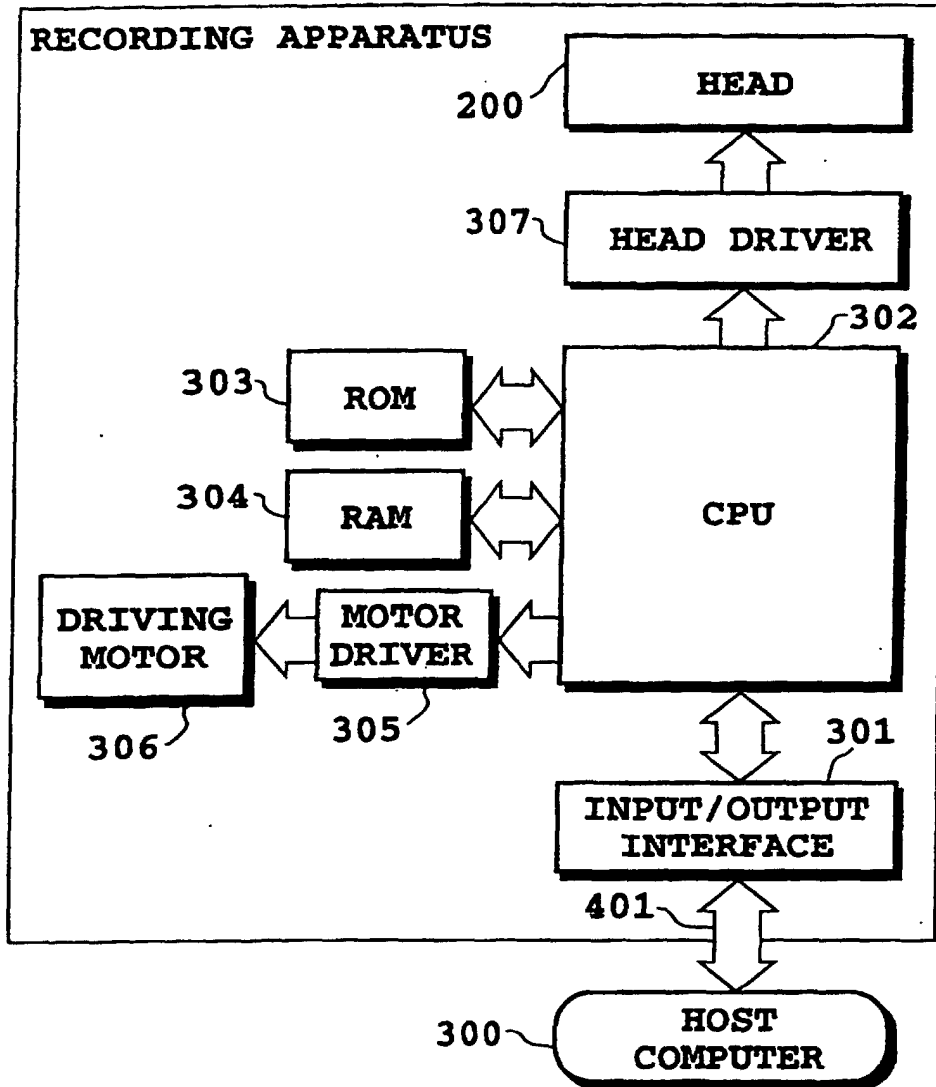 RECORDING APPARATUS
HEAD
200
307
HEAD DRIVER
302
303
ROM
304
RAM
CPU
DRIVING
MOTOR
MOTOR
DRIVER
306
305
301
INPUT/OUTPUT
INTERFACE
401
300
HOST
COMPUTER